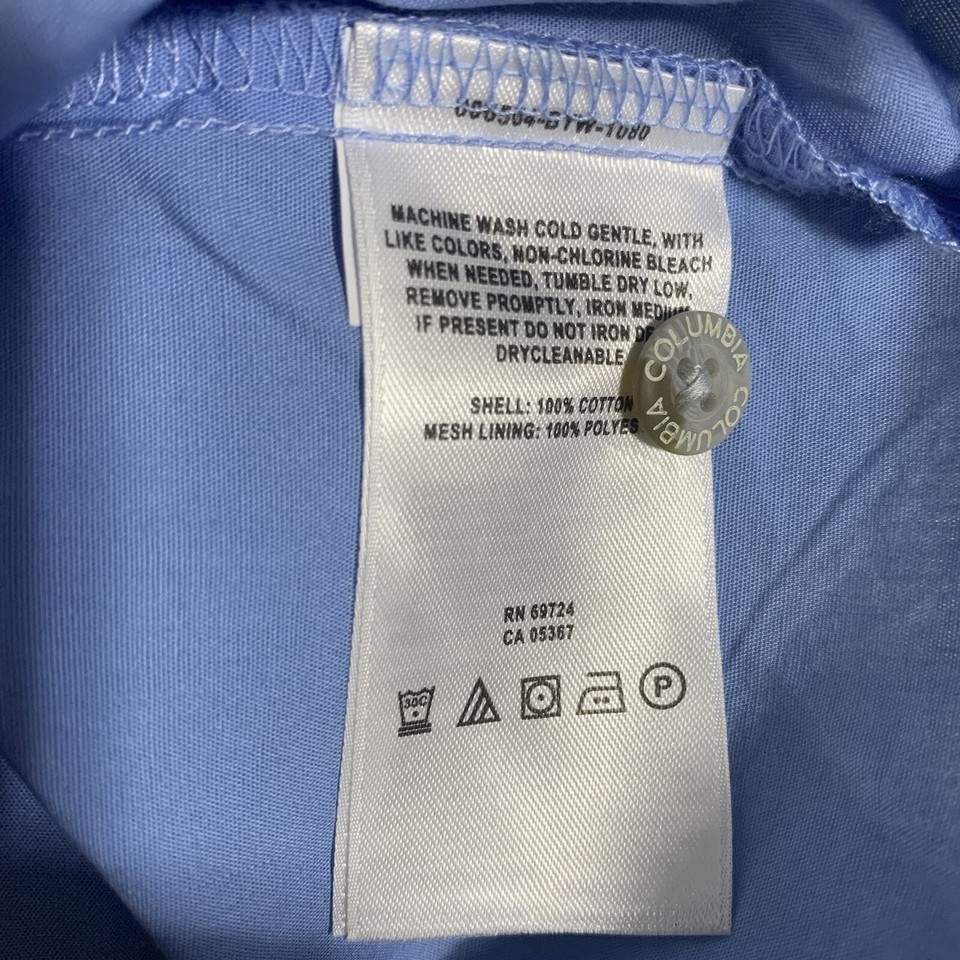 MACHINE WASH COLD GENTLE, WITH
LIKE COLORS, NON-CHLORINE BLEACH
WHEN NEEDED, TUMBLE DRY LOW,
REMOVE PROMPTLY, IRON MEDIUM
IF PRESENT DO NOT IRON
DRYCLEANABLE
SHELL: 100% COTTON
MESH LINING: 100% POLYES
COLUMBIA COLUMBIA
RN 69724
CA 05367
30C
P